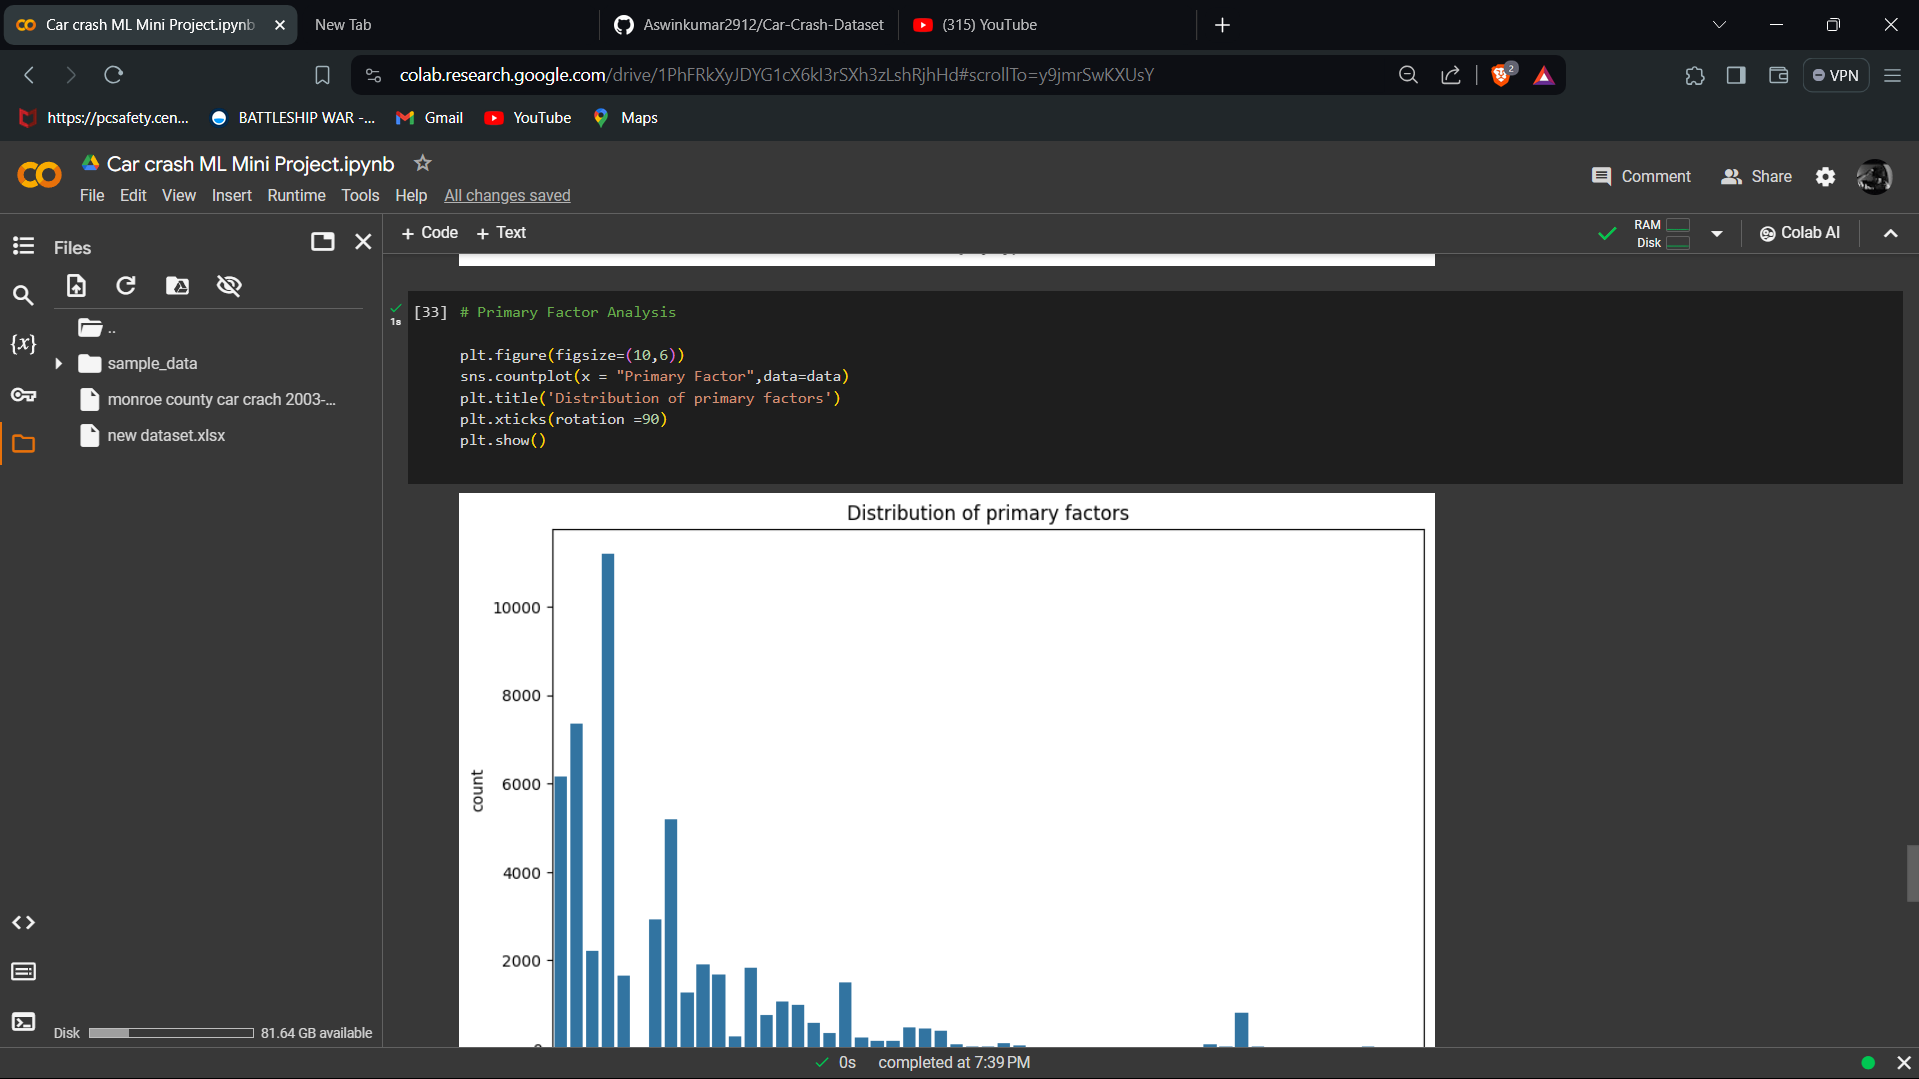 Car crash ML Mini Project.ipynb
New Tab
Aswinkumar2912/Car-Crash-Dataset
(315) YouTube
colab.research.google.com/drive/1PhFRkXyJDYG1cX6kI3rSXh3zLshRjhHd#scrollTo=y9jmrSwKXUsY
2
VPN
https://pcsafety.cen...
BATTLESHIP WAR -...
Gmail
YouTube
Maps
Car crash ML Mini Project.ipynb
File Edit View Insert Runtime Tools Help All changes saved
Comment
Share
Files
+ Code + Text
RAM
Disk
Colab AI
..
sample_data
monroe county car crach 2003-...
new dataset.xlsx
{x}
1s
[33] # Primary Factor Analysis
plt.figure(figsize=(10,6))
sns.countplot(x = "Primary Factor",data=data)
plt.title('Distribution of primary factors')
plt.xticks(rotation =90)
plt.show()
Distribution of primary factors
10000
8000
6000
4000
2000
count
Disk 81.64 GB available
0s completed at 7:39 PM